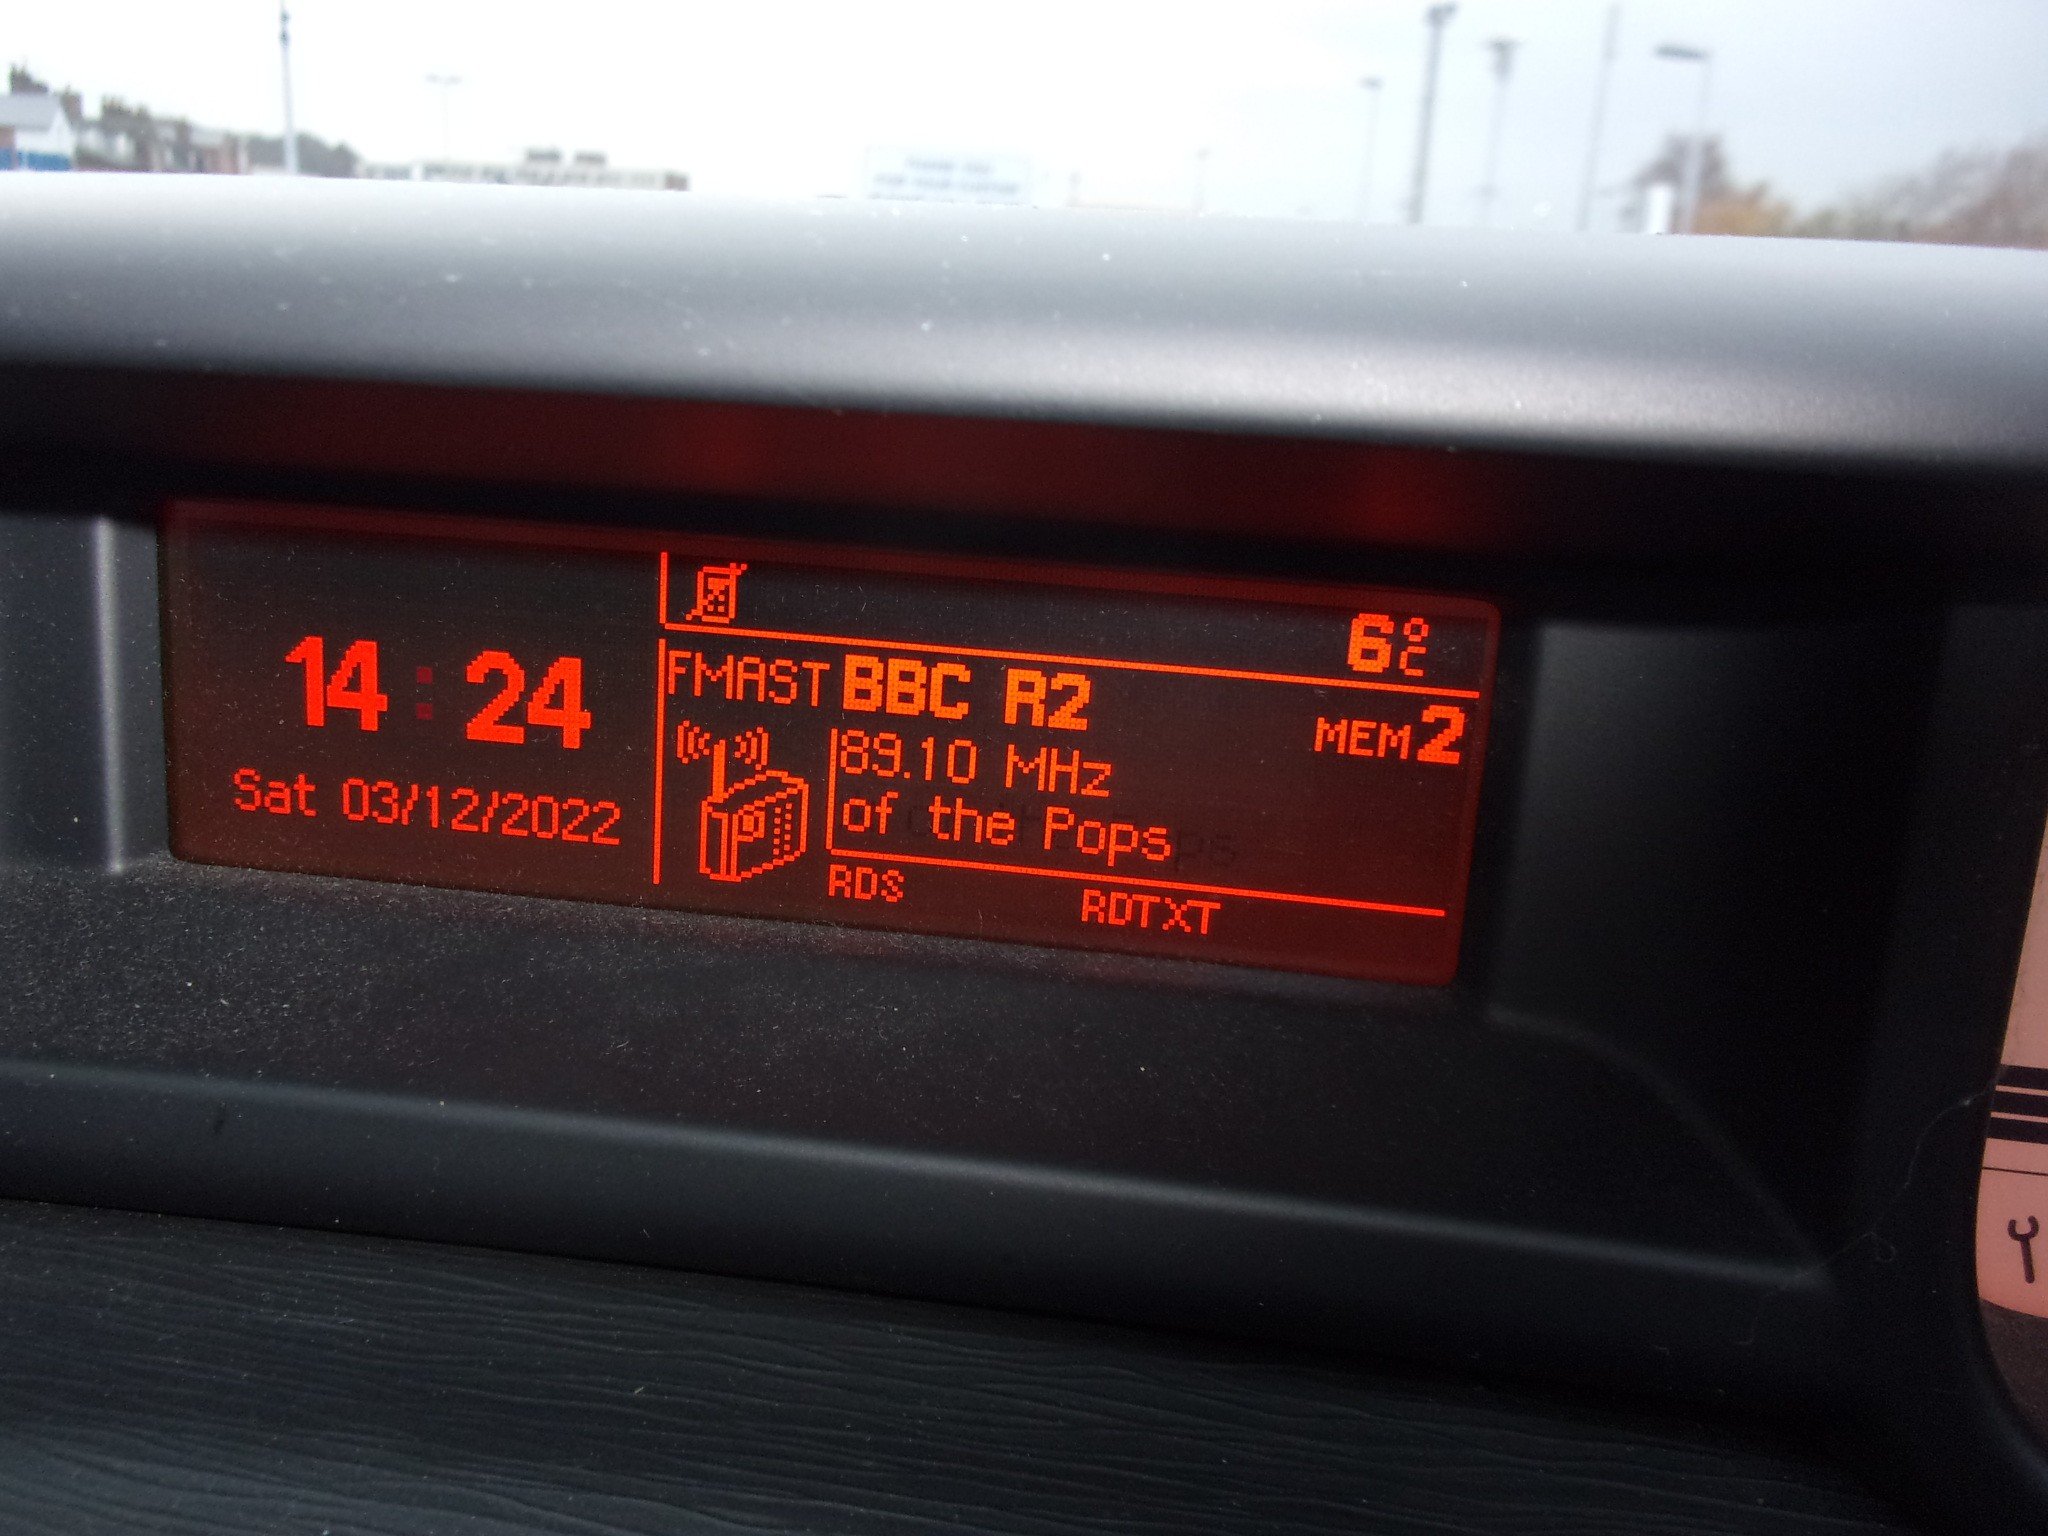 14:24
Sat 03/12/2022
6°C
FMAST BBC R2
MEM2
89.10 MHz
of the Pops
RDS RDTXT